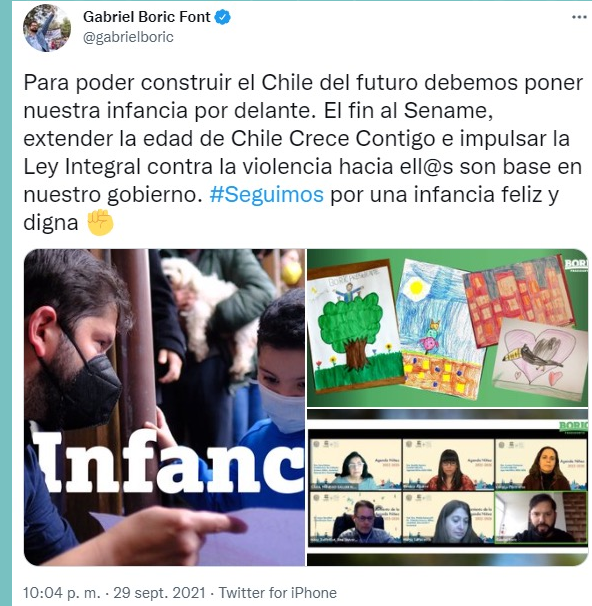 Gabriel Boric Font
@gabrielboric
Para poder construir el Chile del futuro debemos poner
nuestra infancia por delante. El fin al Sename,
extender la edad de Chile Crece Contigo e impulsar la
Ley Integral contra la violencia hacia ell@s son base en
nuestro gobierno. #Seguimos por una infancia feliz y
digna
Infanc
BORI
BORIC
10:04 p. m. · 29 sept. 2021 · Twitter for iPhone